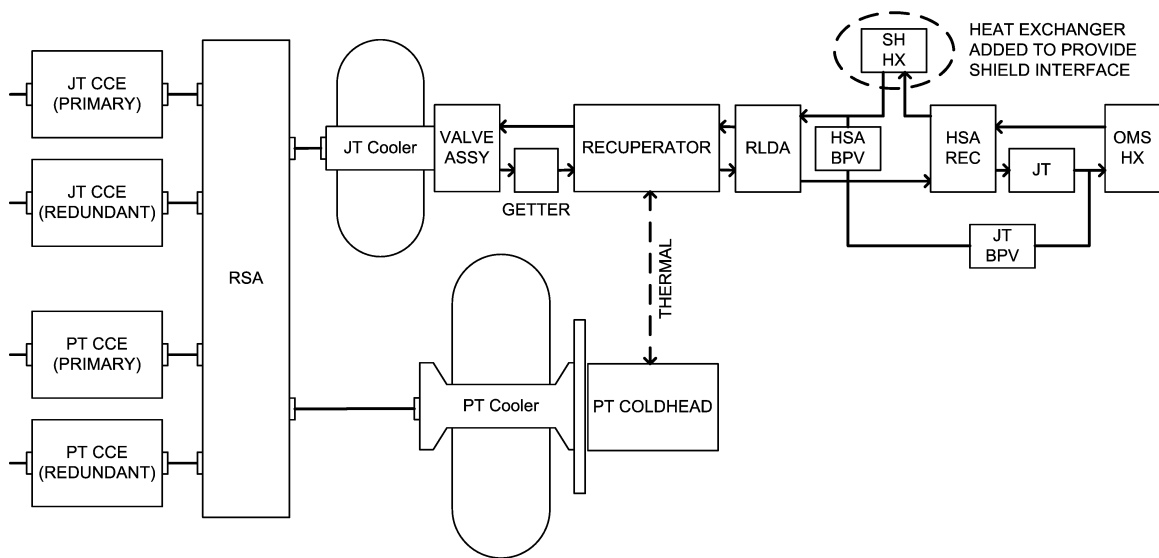 JT CCE
(PRIMARY)
JT CCE
(REDUNDANT)
PT CCE
(PRIMARY)
PT CCE
(REDUNDANT)
RSA
JT Cooler
VALVE
ASSY
GETTER
RECUPERATOR
RLDA
HSA
BPV
SH
HX
HEAT EXCHANGER
ADDED TO PROVIDE
SHIELD INTERFACE
HSA
REC
JT
OMS
HX
JT
BPV
THERMAL
PT Cooler
PT COLDHEAD